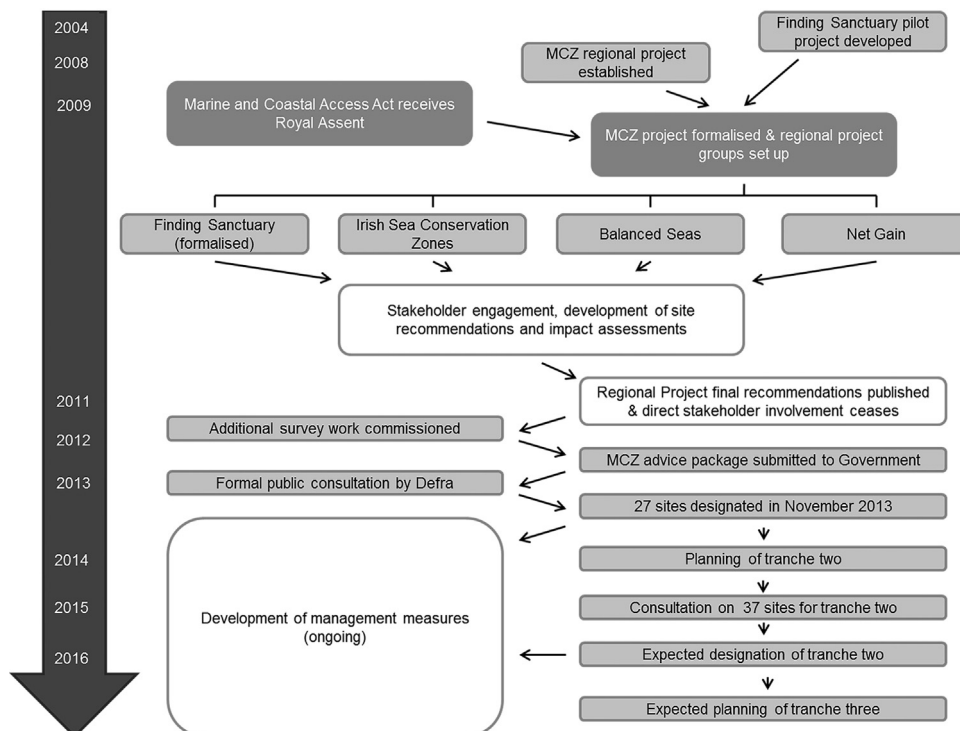 2004
Finding Sanctuary pilot
project developed
2008
MCZ regional project
established
2009
Marine and Coastal Access Act receives
Royal Assent
MCZ project formalised & regional project
groups set up
Finding Sanctuary
(formalised)
Irish Sea Conservation
Zones
Balanced Seas
Net Gain
Stakeholder engagement, development of site
recommendations and impact assessments
2011
Regional Project final recommendations published
& direct stakeholder involvement ceases
Additional survey work commissioned
2012
MCZ advice package submitted to Government
2013
Formal public consultation by Defra
27 sites designated in November 2013
2014
Planning of tranche two
2015
Consultation on 37 sites for tranche two
Development of management measures
(ongoing)
2016
Expected designation of tranche two
Expected planning of tranche three